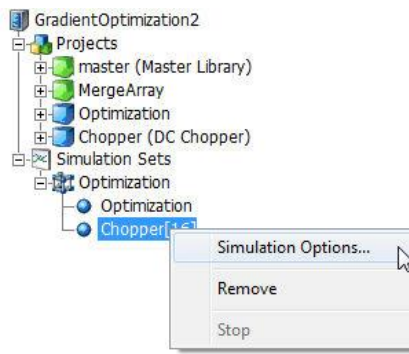 GradientOptimization2
Projects
master (Master Library)
MergeArray
Optimization
Chopper (DC Chopper)
Simulation Sets
Optimization
Optimization
Chopper[16]
Simulation Options...
Remove
Stop